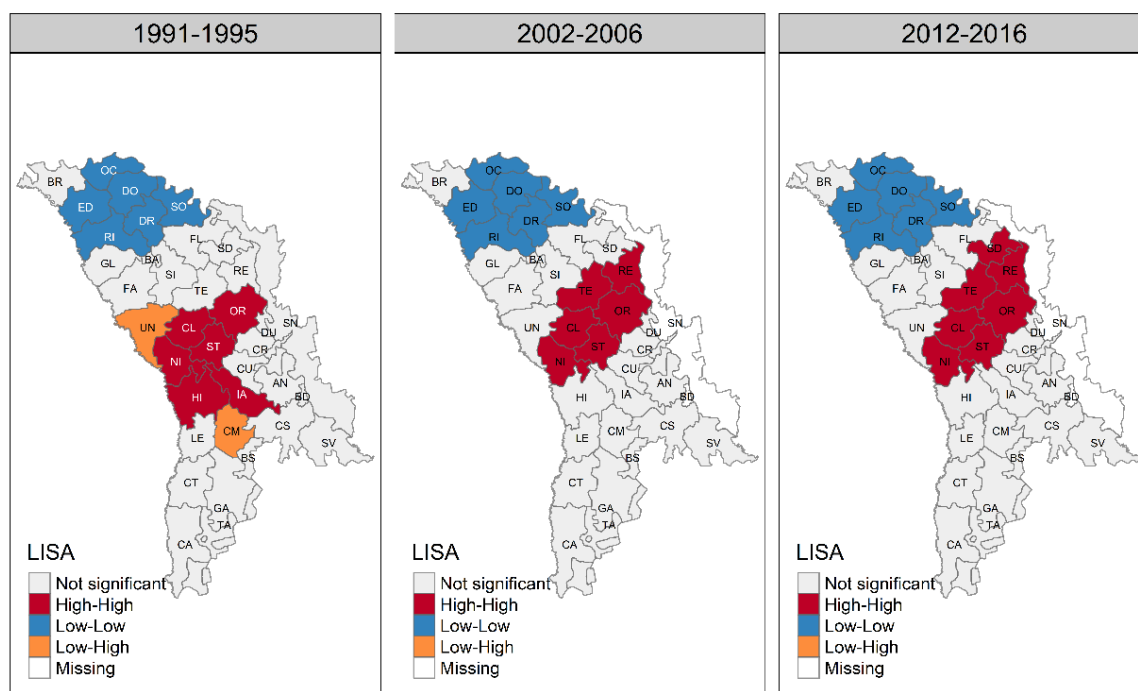 1991-1995
OC
BR
DO
ED
SO
DR
RI
FL
BA
SD
GL
SI
RE
FA
TE
OR
UN
CL
SN
DU
ST
CR
NI
CU
AN
HI
IA
BD
CM
CS
LE
SV
BS
CT
GA
TA
CA
LISA
Not significant
High-High
Low-Low
Low-High
Missing
2002-2006
OC
BR
DO
ED
SO
DR
RI
FL
SD
BA
GL
SI
RE
FA
TE
OR
UN
CL
SN
DU
ST
CR
NI
CU
AN
HI
IA
BD
CM
CS
LE
SV
BS
CT
GA
TA
CA
LISA
Not significant
High-High
Low-Low
Low-High
Missing
2012-2016
OC
BR
DO
ED
SO
DR
RI
FL
SD
BA
GL
SI
RE
FA
TE
OR
UN
CL
SN
DU
ST
CR
NI
CU
AN
HI
IA
BD
CM
CS
LE
SV
BS
CT
GA
TA
CA
LISA
Not significant
High-High
Low-Low
Low-High
Missing